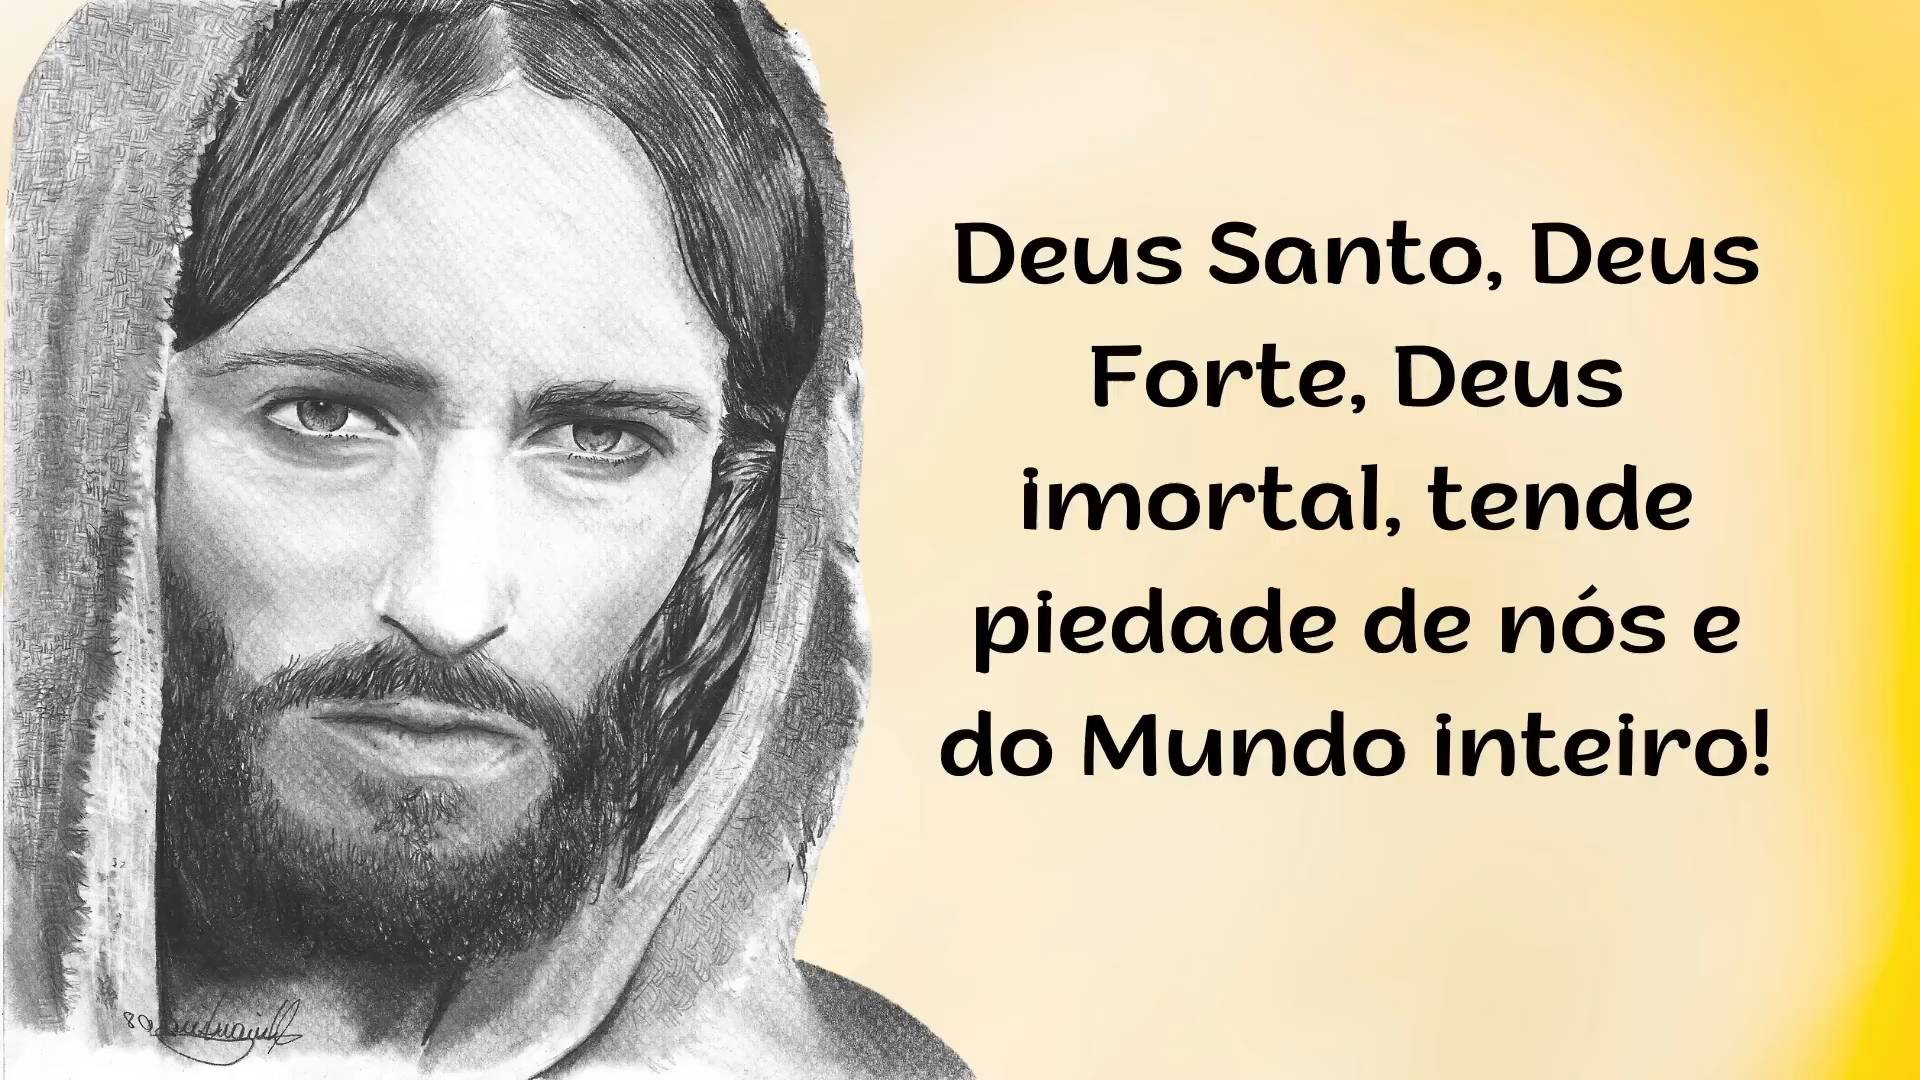 Deus Santo, Deus
Forte, Deus
imortal, tende
piedade de nós e
do Mundo inteiro!